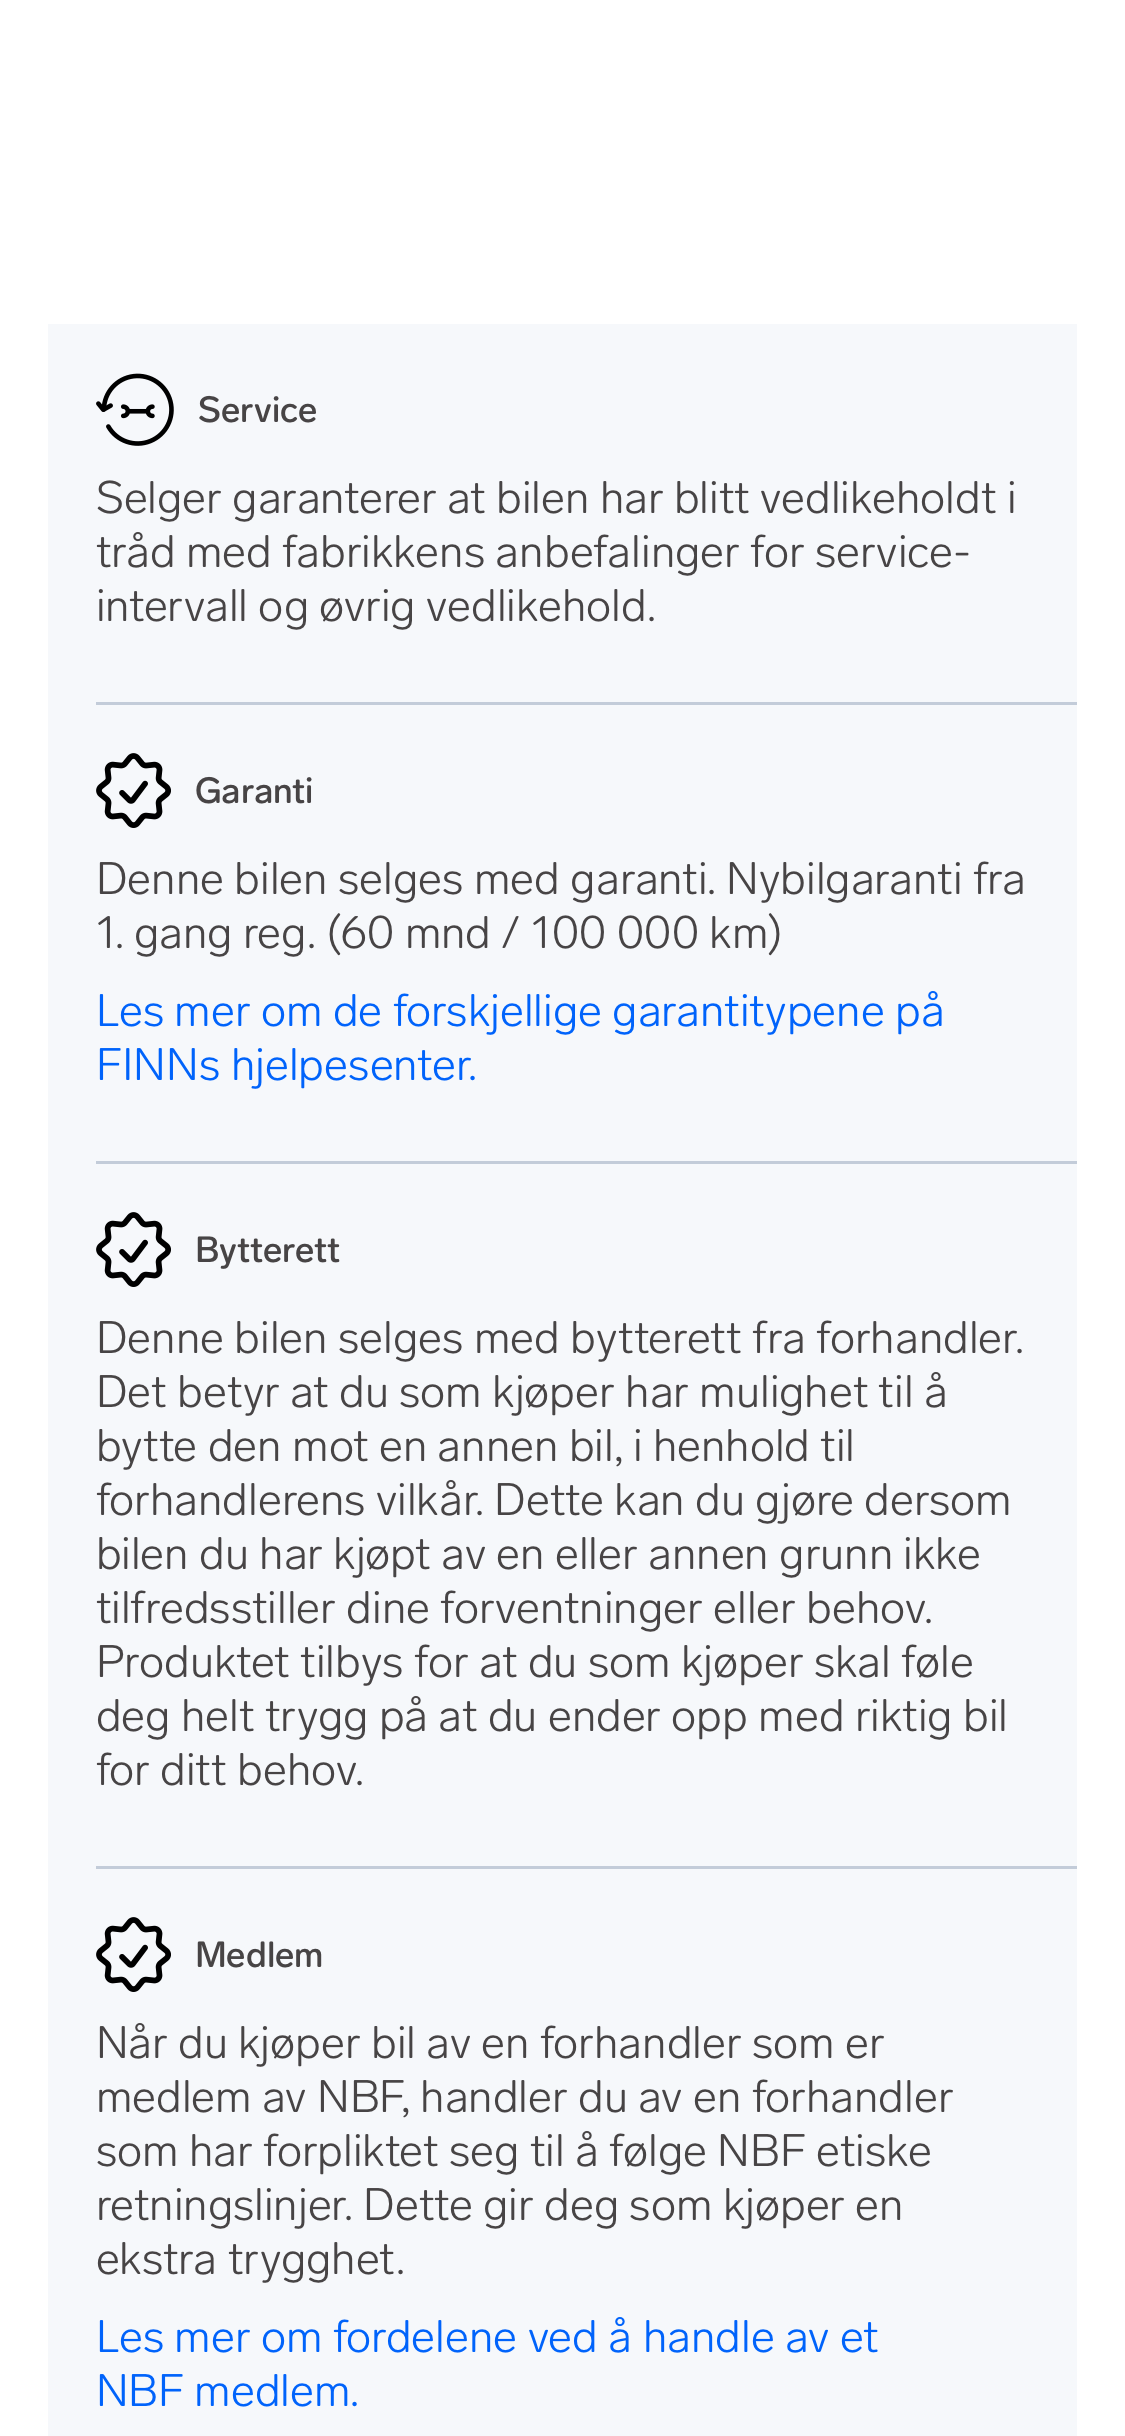 Service
Selger garanterer at bilen har blitt vedlikeholdt i
tråd med fabrikkens anbefalinger for service-
intervall og øvrig vedlikehold.
Garanti
Denne bilen selges med garanti. Nybilgaranti fra
1. gang reg. (60 mnd / 100 000 km)
Les mer om de forskjellige garantitypene på
FINNs hjelpesenter.
Bytterett
Denne bilen selges med bytterett fra forhandler.
Det betyr at du som kjøper har mulighet til å
bytte den mot en annen bil, i henhold til
forhandlerens vilkår. Dette kan du gjøre dersom
bilen du har kjøpt av en eller annen grunn ikke
tilfredsstiller dine forventninger eller behov.
Produktet tilbys for at du som kjøper skal føle
deg helt trygg på at du ender opp med riktig bil
for ditt behov.
Medlem
Når du kjøper bil av en forhandler som er
medlem av NBF, handler du av en forhandler
som har forpliktet seg til å følge NBF etiske
retningslinjer. Dette gir deg som kjøper en
ekstra trygghet.
Les mer om fordelene ved å handle av et
NBF medlem.